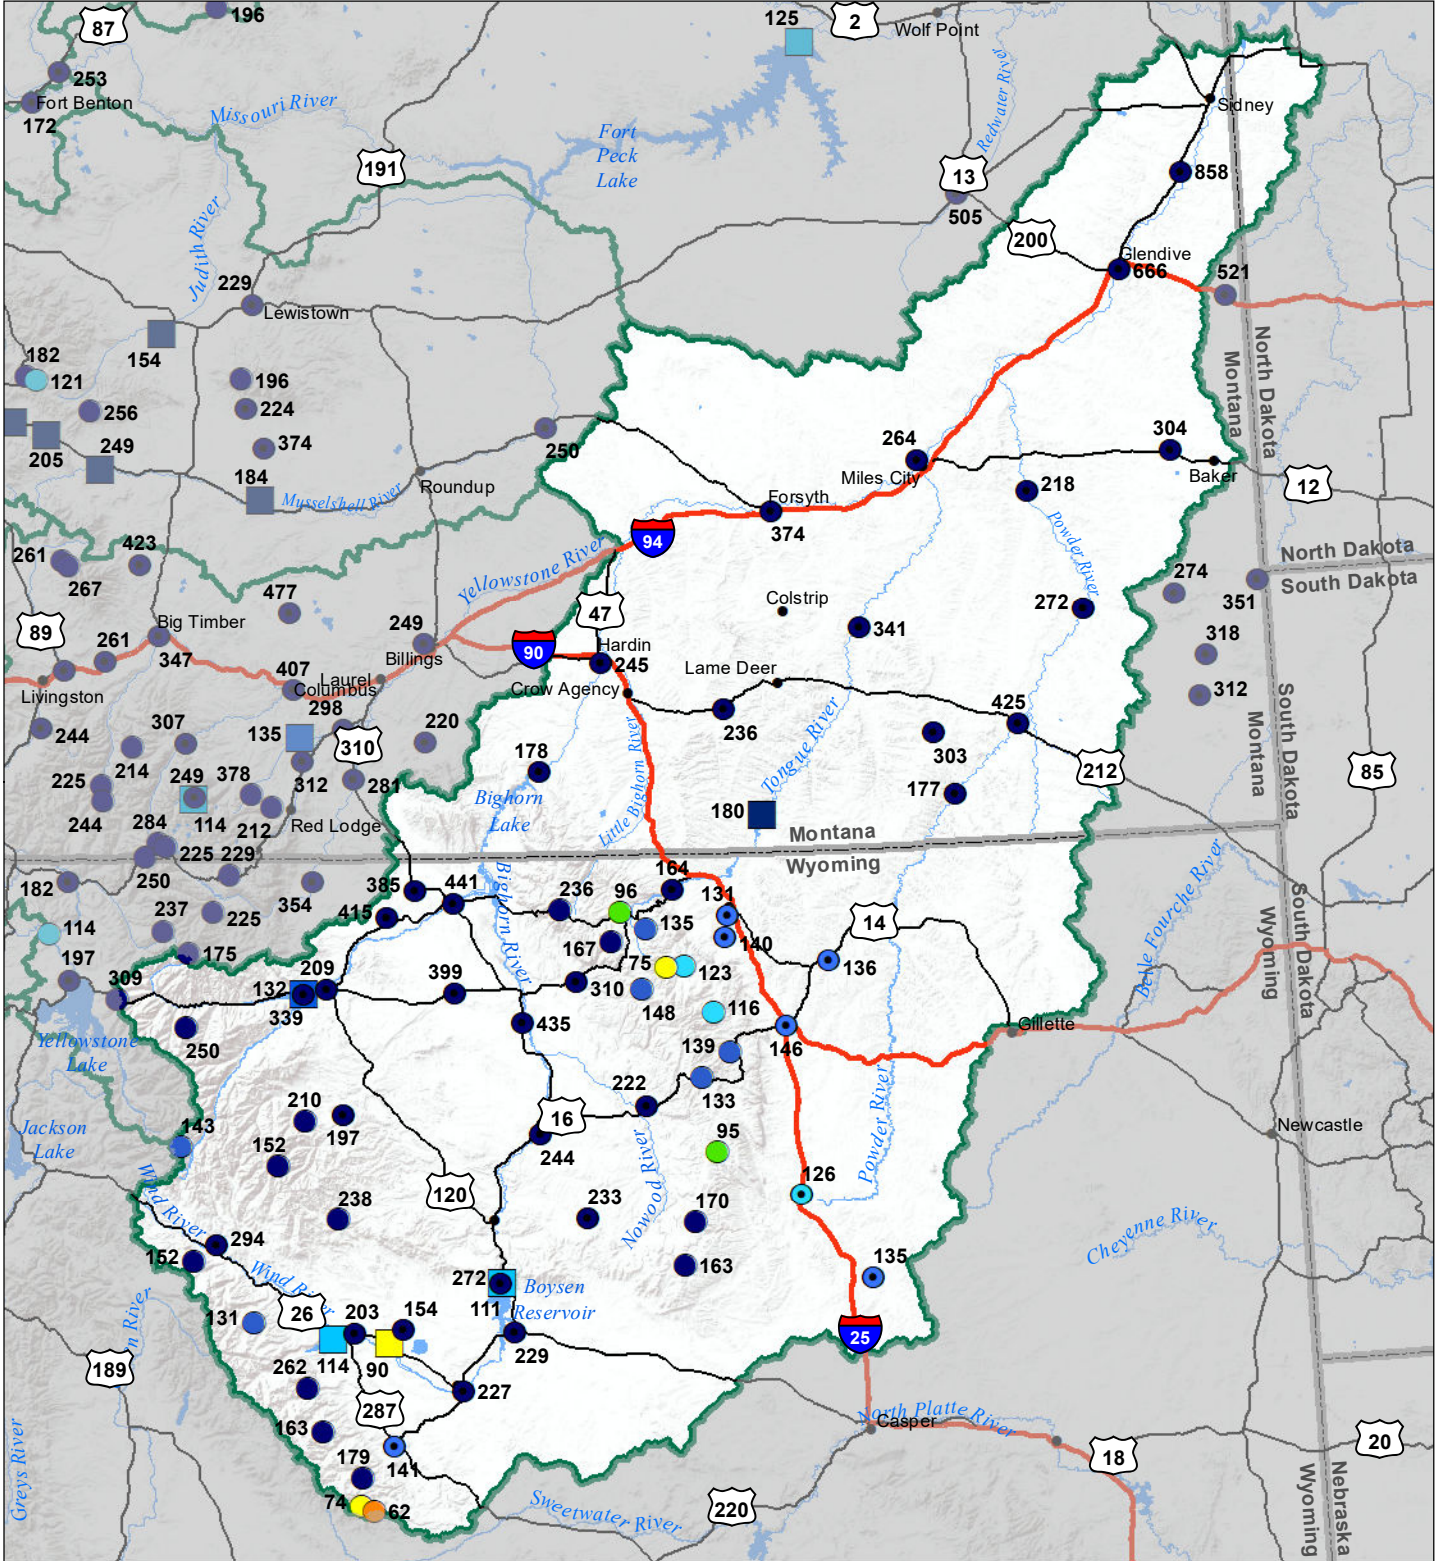 196
87
125
2
Wolf Point
253
Fort Benton
172
Missouri River
Redwater River
Sidney
Fort
Peck
Lake
191
13
858
505
200
Judith River
Glendive
666
521
229
Lewistown
154
North Dakota
Montana
182
121
196
256
224
205
249
374
250
264
Miles City
304
Baker
184
Musselshell River
Roundup
218
12
Forsyth
374
94
Powder River
261
267
423
Yellowstone River
North Dakota
South Dakota
274
351
477
47
Colstrip
272
89
Big Timber
249
341
318
261
347
Billings
90
Hardin
245
Lame Deer
Livingston
407
Laurel
Columbus
Crow Agency
312
298
425
South Dakota
Montana
244
307
135
310
220
236
303
214
178
Tongue River
212
85
225
249
378
312
281
Little Bighorn River
177
244
114
212
Red Lodge
Bighorn
Lake
180
284
225
229
Montana
Wyoming
250
182
354
385
441
236
96
164
131
Belle Fourche River
237
225
415
Bighorn River
135
14
South Dakota
Wyoming
114
175
167
140
197
309
209
132
339
399
310
75
123
136
148
116
250
435
139
146
Gillette
Yellowstone
Lake
133
222
210
197
16
Powder River
Jackson
Lake
143
152
244
95
Newcastle
Wind River
120
Nowood River
126
238
233
170
Cheyenne River
294
152
163
135
Wind River
272
111
Boysen
Reservoir
131
26
203
154
25
n River
114
90
229
189
262
227
287
North Platte River
Casper
163
141
18
20
179
Greys River
74
62
Sweetwater River
220
Nebraska
Wyoming